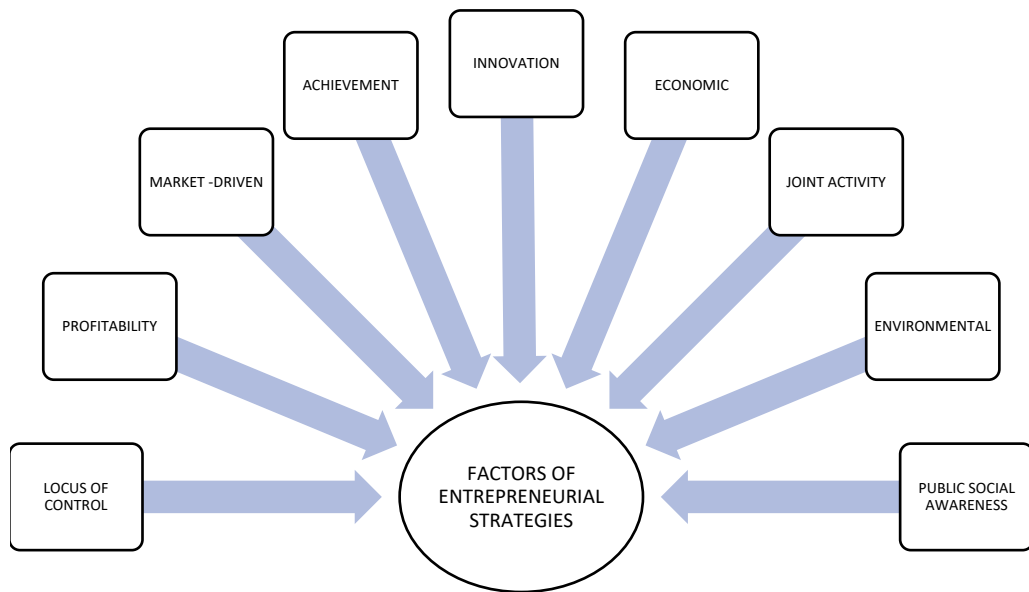 INNOVATION
ACHIEVEMENT
ECONOMIC
MARKET -DRIVEN
JOINT ACTIVITY
PROFITABILITY
ENVIRONMENTAL
LOCUS OF
CONTROL
FACTORS OF
ENTREPRENEURIAL
STRATEGIES
PUBLIC SOCIAL
AWARENESS